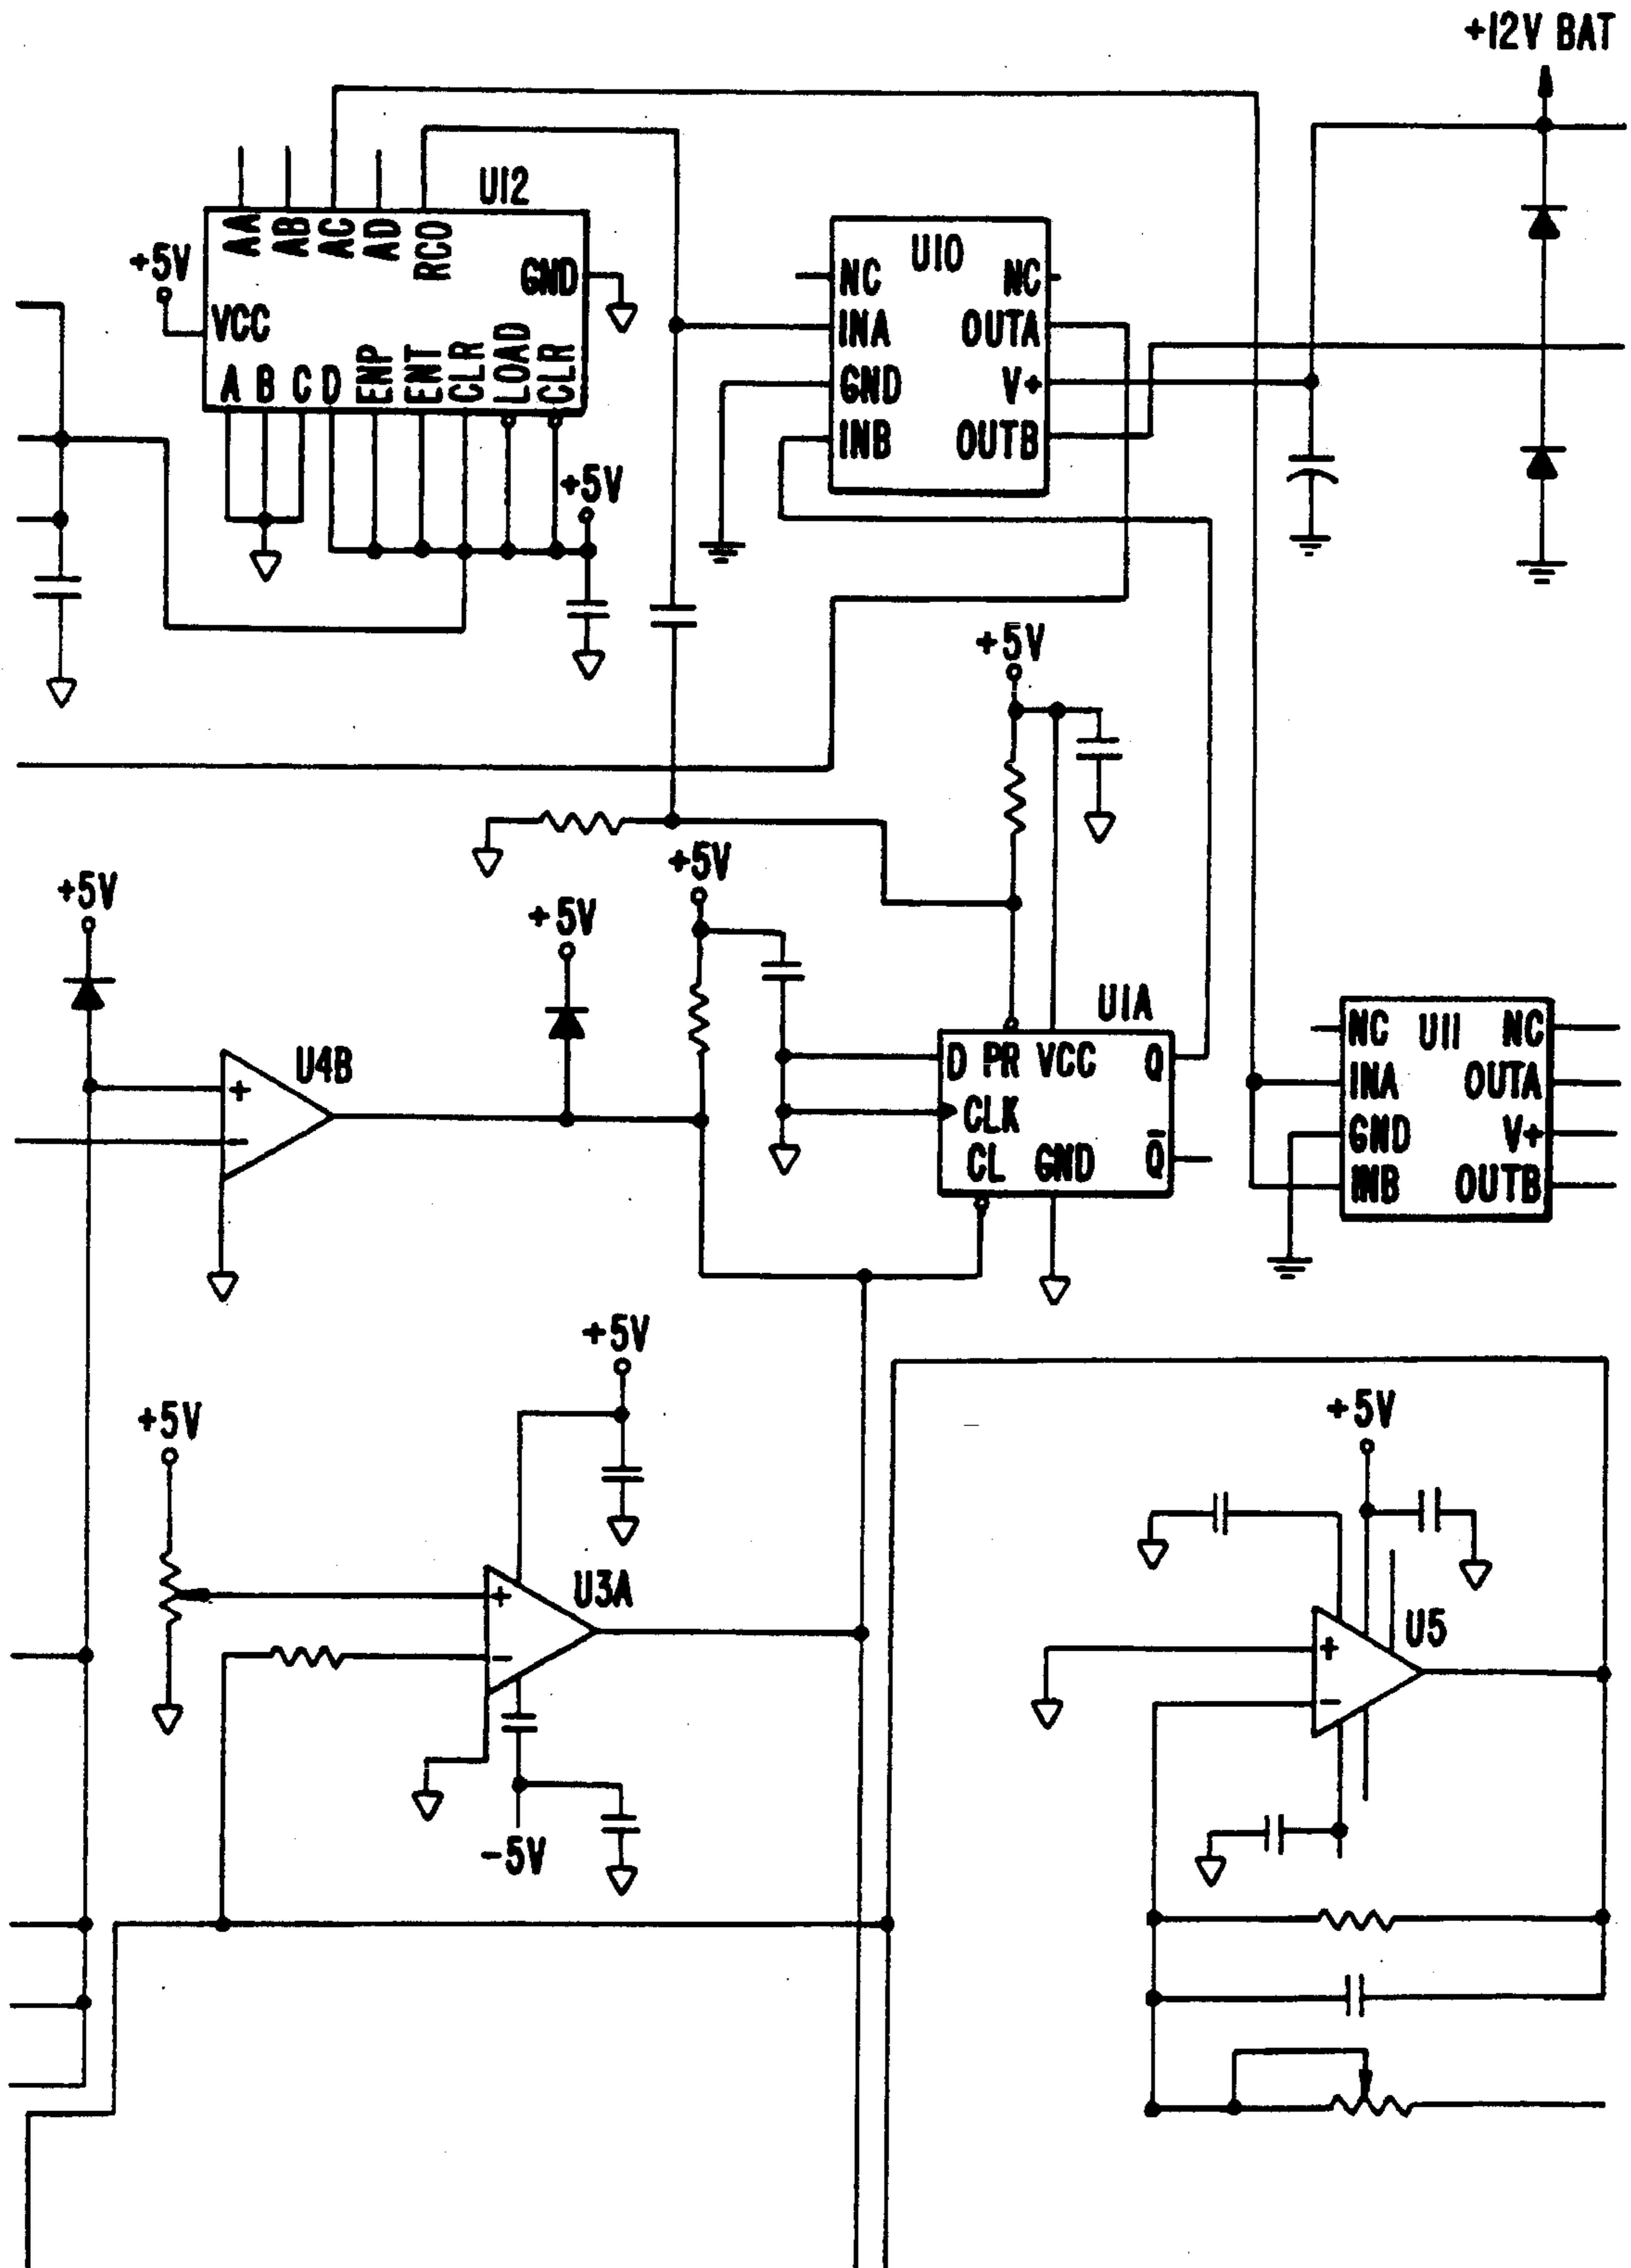 +12V BAT
U12
AA AB AC AD RCO
+5V
GND
VCC
A B C D ENP ENT CLR LOAD CLR
+5V
U10
NC NC
INA OUTA
GND V+
INB OUTB
+5V
+5V
+5V
+5V
U1A
D PR VCC Q
CLK
CL GND Q̅
U4B
NC U11 NC
INA OUTA
GND V+
INB OUTB
+5V
+5V
+5V
+
-
+
-
U3A
-5V
+
-
U5